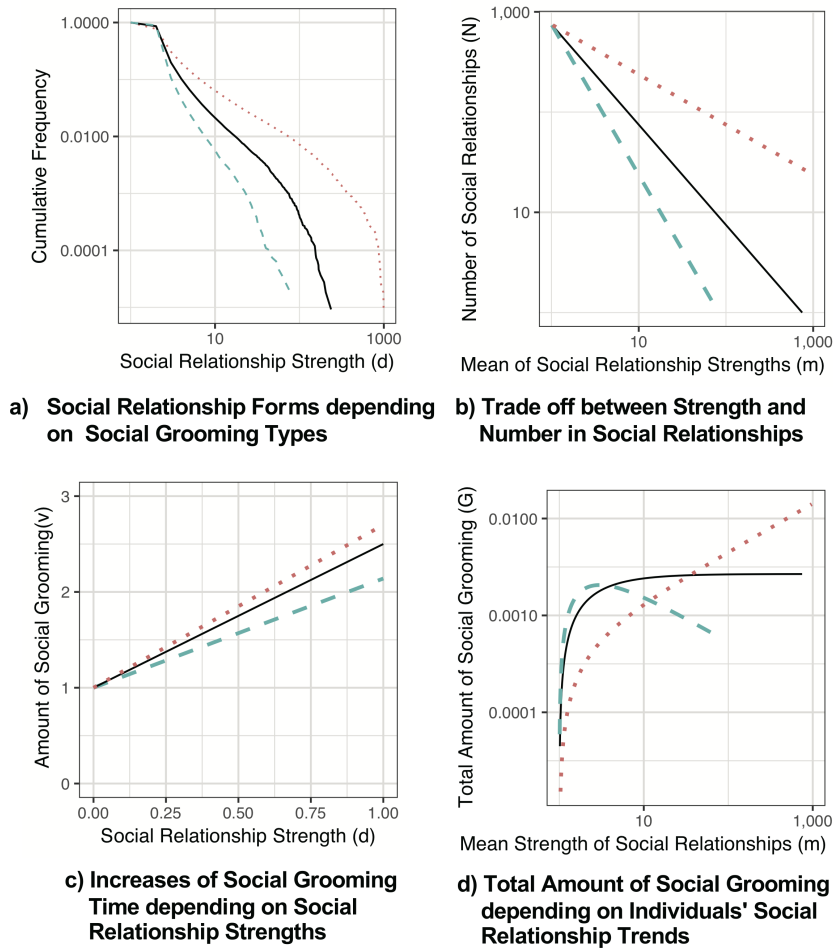 1.0000
0.0100
0.0001
Cumulative Frequency
10
1000
Social Relationship Strength (d)
a) Social Relationship Forms depending
on Social Grooming Types
1,000
10
Number of Social Relationships (N)
10
1,000
Mean of Social Relationship Strengths (m)
b) Trade off between Strength and
Number in Social Relationships
3
2
1
0
Amount of Social Grooming(v)
0.00 0.25 0.50 0.75 1.00
Social Relationship Strength (d)
c) Increases of Social Grooming
Time depending on Social
Relationship Strengths
0.0100
0.0010
0.0001
Total Amount of Social Grooming (G)
10
1,000
Mean Strength of Social Relationships (m)
d) Total Amount of Social Grooming
depending on Individuals' Social
Relationship Trends